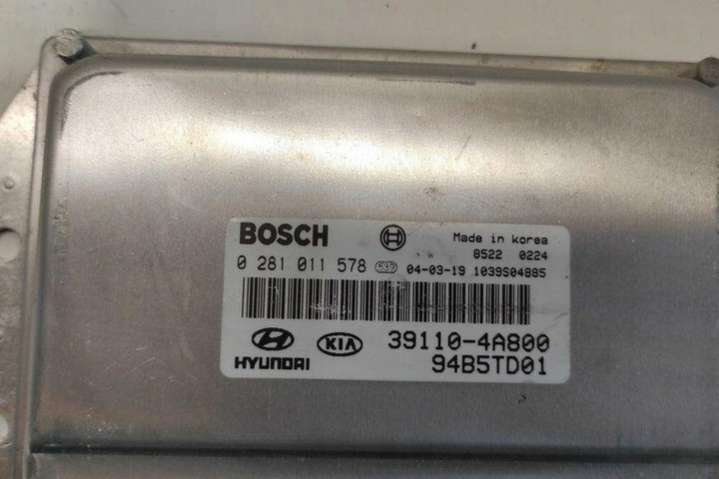 BOSCH
Made in korea
8522 0224
0 281 011 578 04-03-19 1039S04885
39110-4A800
HYUNDAI KIA
94B5TD01